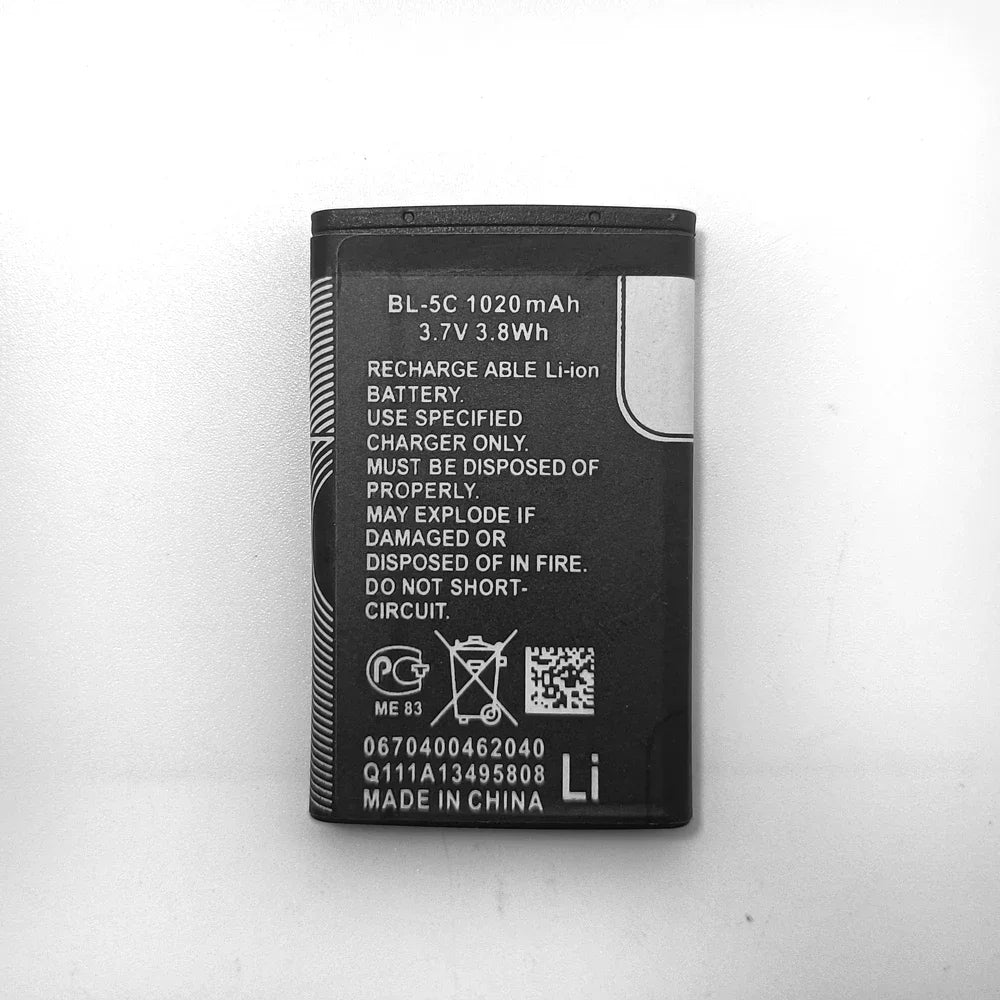 BL-5C 1020mAh
3.7V 3.8Wh
RECHARGE ABLE Li-ion
BATTERY.
USE SPECIFIED
CHARGER ONLY.
MUST BE DISPOSED OF
PROPERLY.
MAY EXPLODE IF
DAMAGED OR
DISPOSED OF IN FIRE.
DO NOT SHORT-
CIRCUIT.
PCT
ME 83
0670400462040
Q111A13495808
MADE IN CHINA
Li